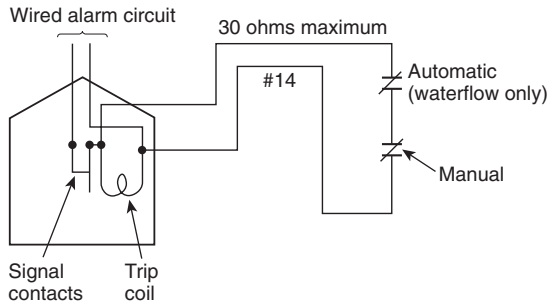 Wired alarm circuit
30 ohms maximum
#14
Automatic
(waterflow only)
Manual
Signal
contacts
Trip
coil